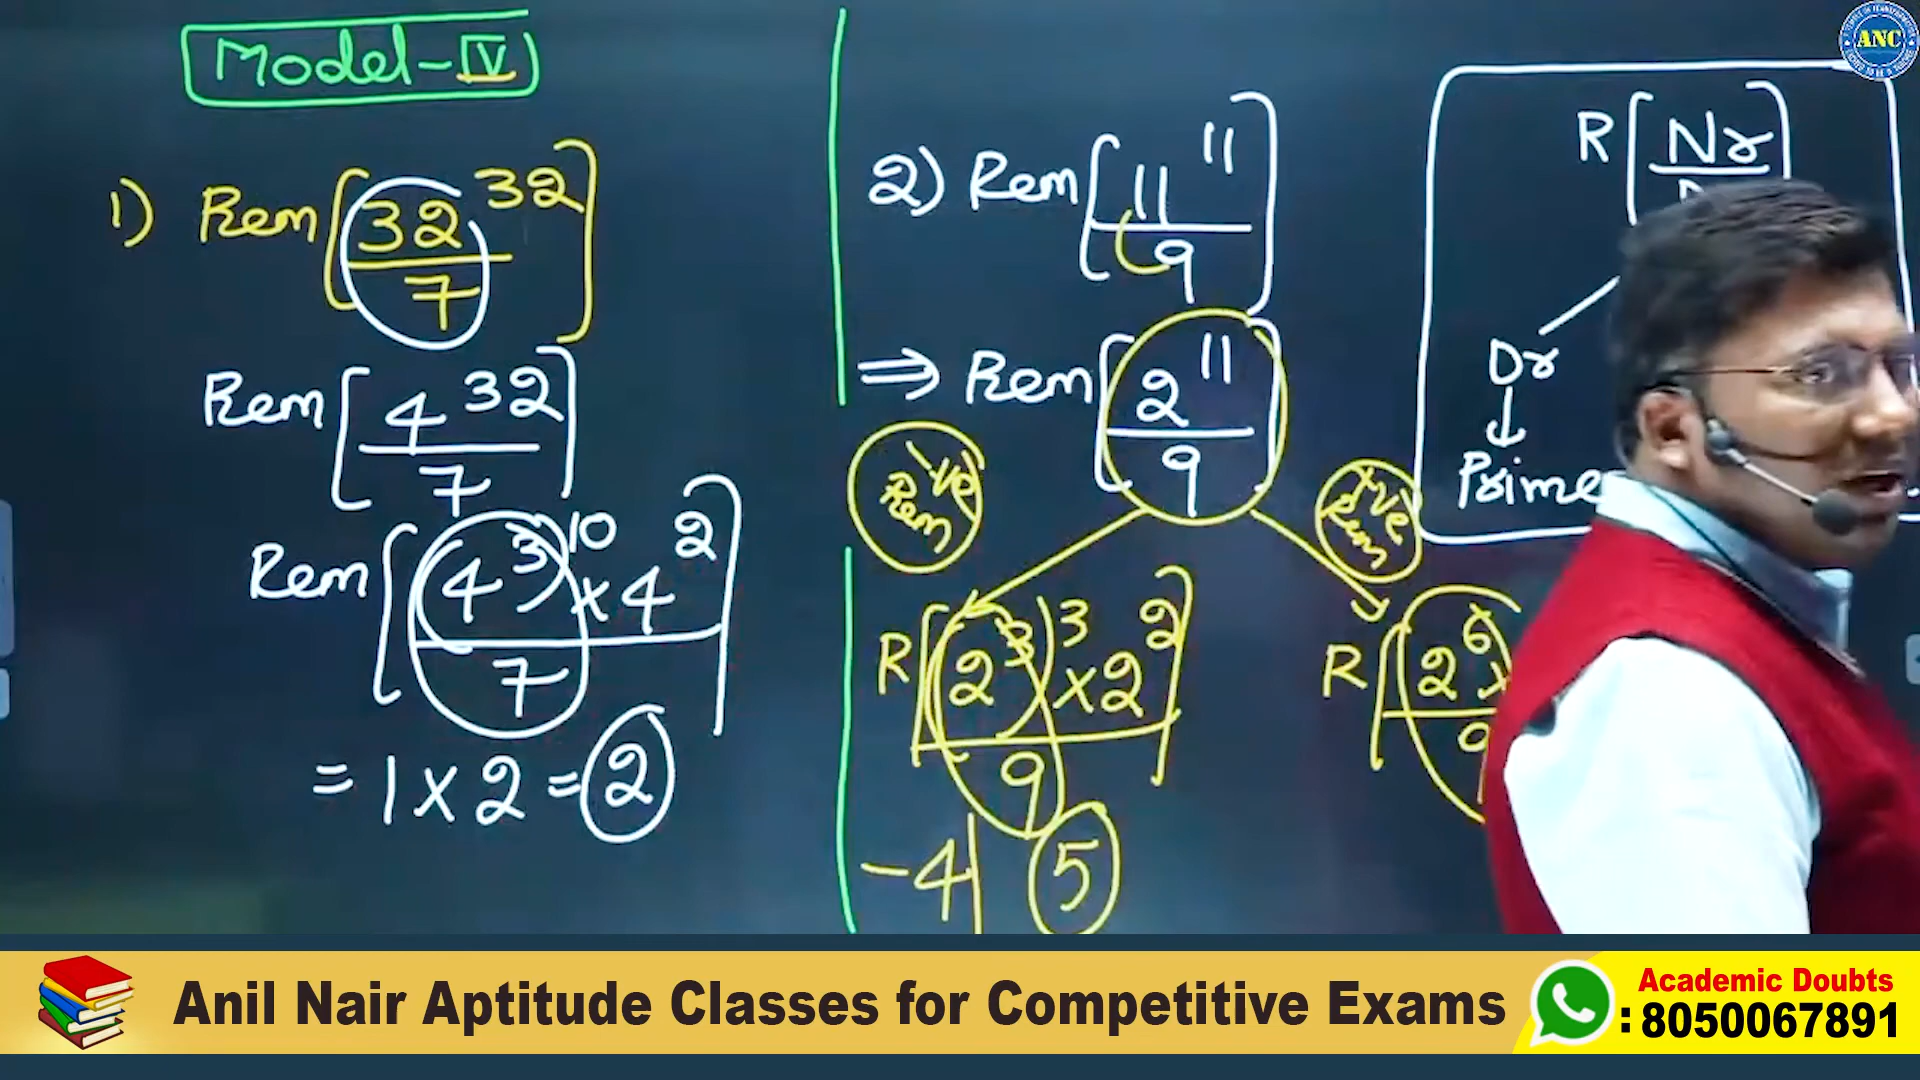 Model-IV
1) Rem[32^32/7]
Rem[4^32/7]
Rem[(4^3)^10×4^2/7]
=1×2=2
2) Rem[11^11/9]
⇒ Rem[2^11/9]
-ve
Rem
+ve
Rem
R[(2^3)^3×2^2/9]
-4| 5
R[2^6×
9
R[Nr
Dr
↓
Prime
ANC
Anil Nair Aptitude Classes for Competitive Exams
Academic Doubts
: 8050067891